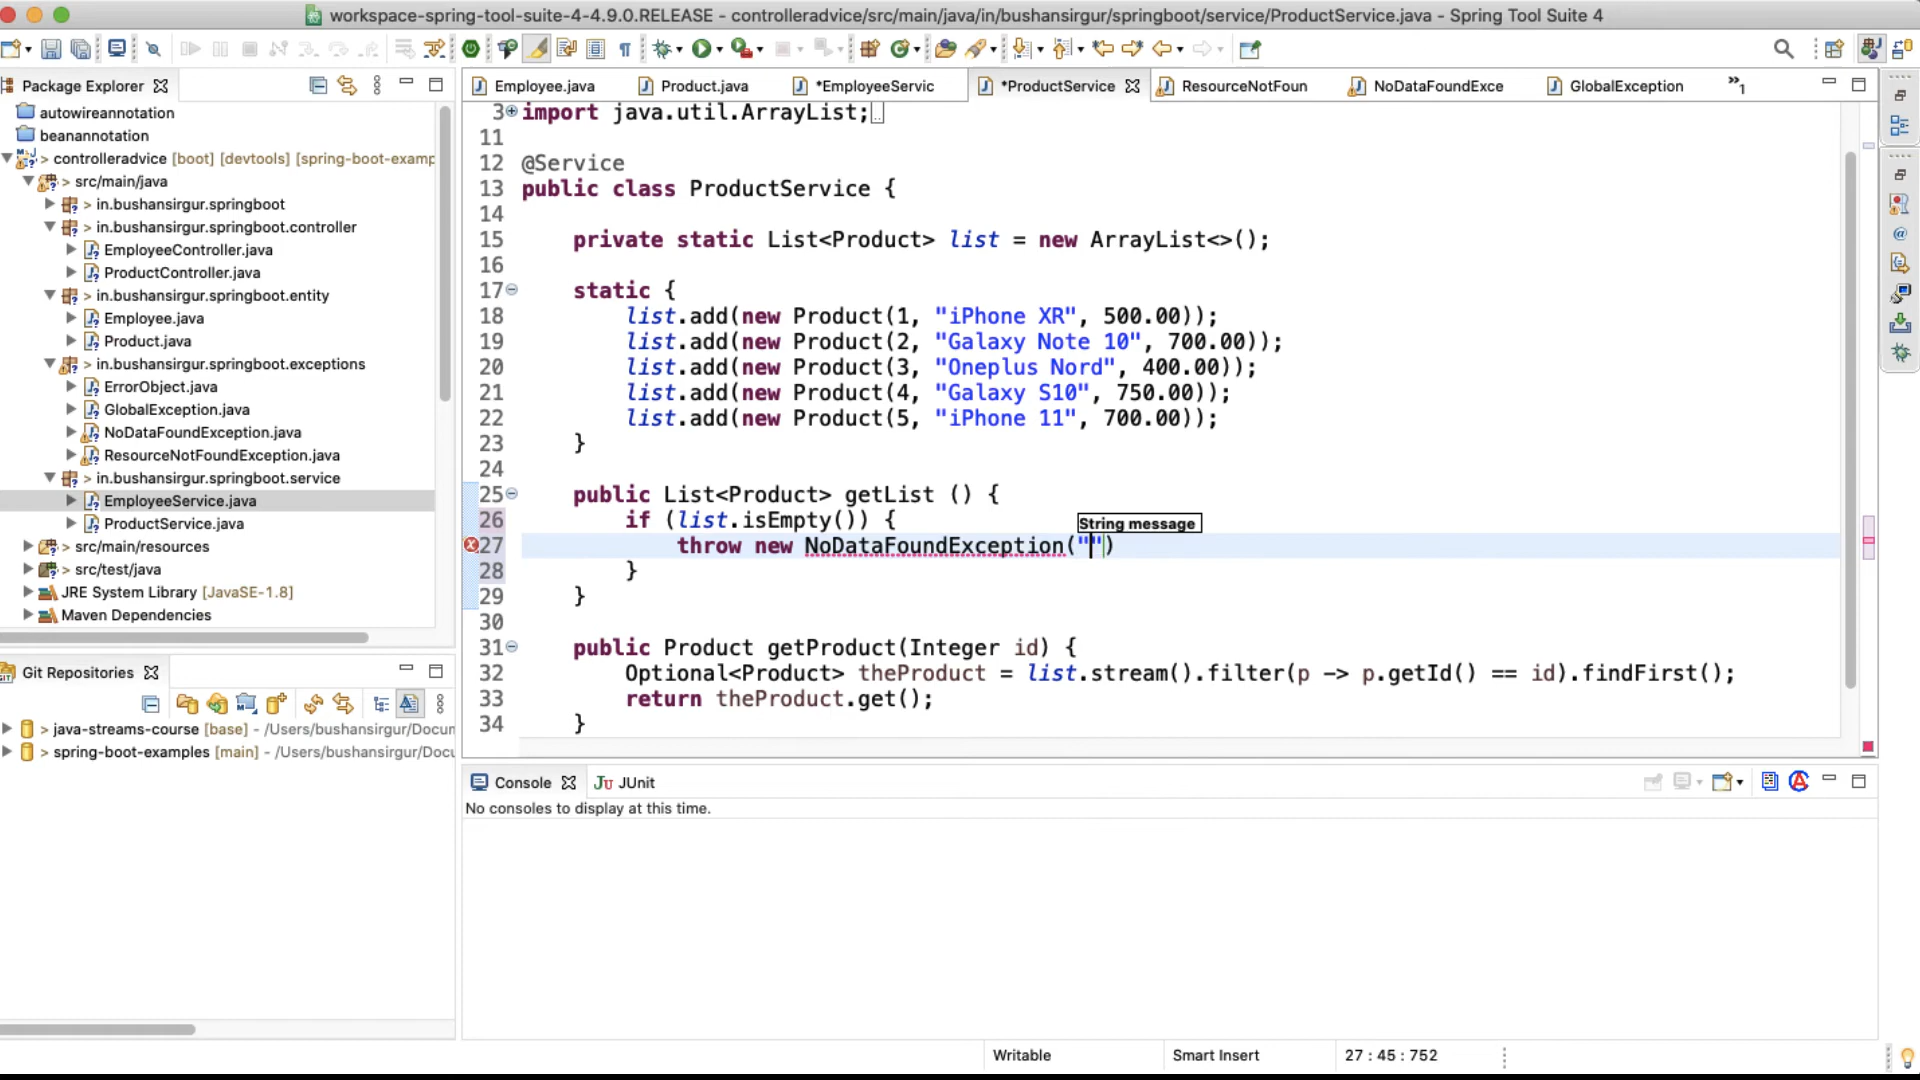 workspace-spring-tool-suite-4-4.9.0.RELEASE - controlleradvice/src/main/java/in/bushansirgur/springboot/service/ProductService.java - Spring Tool Suite 4
Package Explorer
autowireannotation
beanannotation
> controlleradvice [boot] [devtools] [spring-boot-examp
> src/main/java
> in.bushansirgur.springboot
> in.bushansirgur.springboot.controller
EmployeeController.java
ProductController.java
> in.bushansirgur.springboot.entity
Employee.java
Product.java
> in.bushansirgur.springboot.exceptions
ErrorObject.java
GlobalException.java
NoDataFoundException.java
ResourceNotFoundException.java
> in.bushansirgur.springboot.service
EmployeeService.java
ProductService.java
> src/main/resources
> src/test/java
JRE System Library [JavaSE-1.8]
Maven Dependencies
Git Repositories
> java-streams-course [base] - /Users/bushansirgur/Docur
> spring-boot-examples [main] - /Users/bushansirgur/Docu
Employee.java
Product.java
*EmployeeServic
*ProductService
ResourceNotFoun
NoDataFoundExce
GlobalException
»1
3 import java.util.ArrayList;
11
12 @Service
13 public class ProductService {
14
15 private static List<Product> list = new ArrayList<>();
16
17 static {
18 list.add(new Product(1, "iPhone XR", 500.00));
19 list.add(new Product(2, "Galaxy Note 10", 700.00));
20 list.add(new Product(3, "Oneplus Nord", 400.00));
21 list.add(new Product(4, "Galaxy S10", 750.00));
22 list.add(new Product(5, "iPhone 11", 700.00));
23 }
24
25 public List<Product> getList () {
26 if (list.isEmpty()) {
String message
27 throw new NoDataFoundException("")
28 }
29 }
30
31 public Product getProduct(Integer id) {
32 Optional<Product> theProduct = list.stream().filter(p -> p.getId() == id).findFirst();
33 return theProduct.get();
34 }
Console
JU JUnit
No consoles to display at this time.
Writable
Smart Insert
27 : 45 : 752